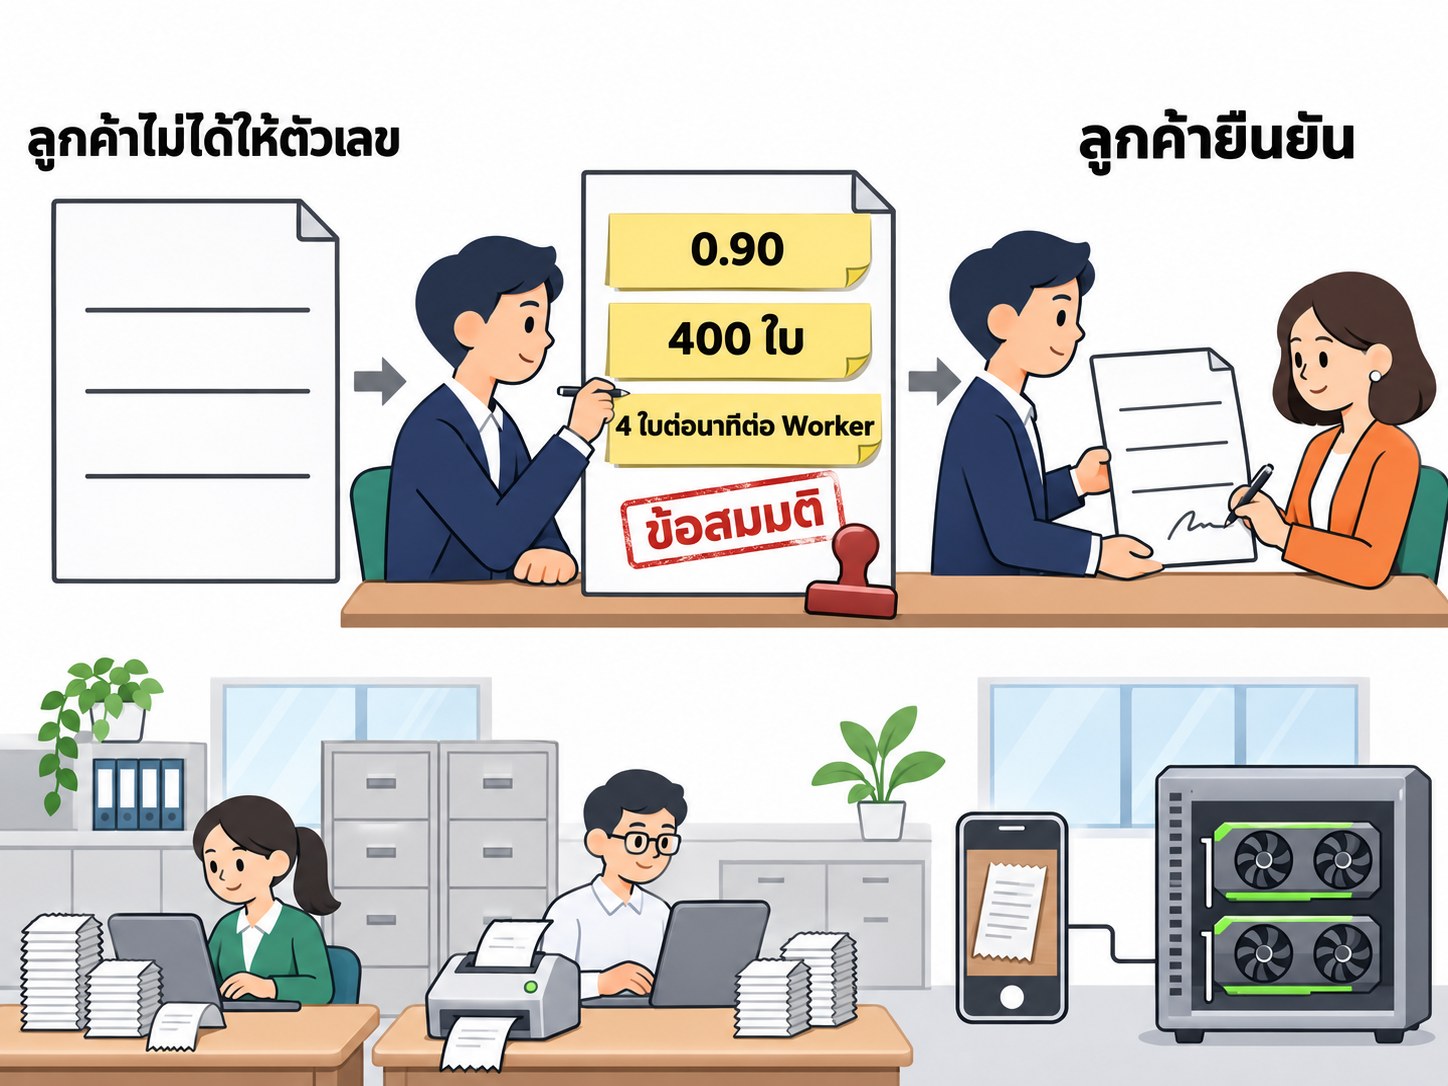 ลูกค้าไม่ได้ให้ตัวเลข
0.90
400 ใบ
4 ใบต่อนาทีต่อ Worker
ข้อสมมติ
ลูกค้ายืนยัน